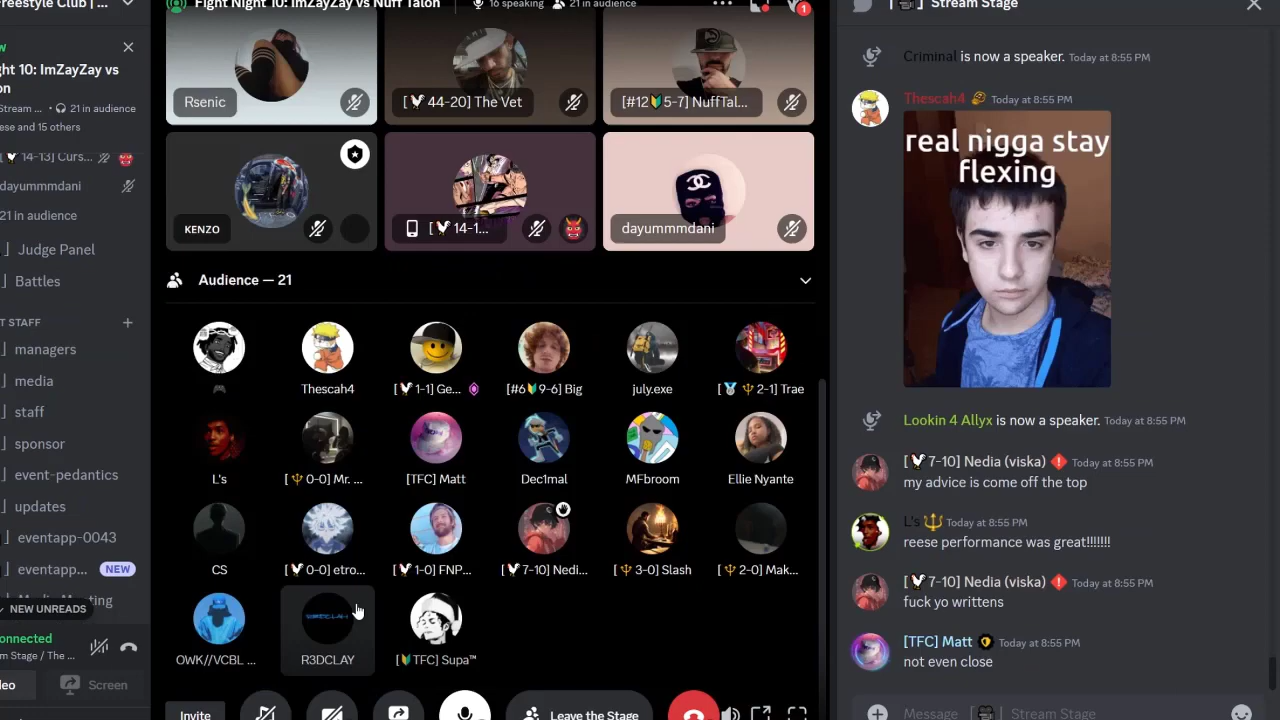 Freestyle Club | ...
Fight Night 10: ImZayZay vs Nuff Talon
16 speaking
21 in audience
1
Stream Stage
ght 10: ImZayZay vs
on
Stream ...
21 in audience
ese and 15 others
14-13] Curs...
dayummmdani
21 in audience
Judge Panel
Battles
T STAFF
managers
media
staff
sponsor
event-pedantics
updates
eventapp-0043
eventapp... NEW
NEW UNREADS
onnected
m Stage / The ...
deo
Screen
Rsenic
[🐓44-20] The Vet
[#12🔰5-7] NuffTal...
KENZO
[🐓14-1...
dayummmdani
Audience — 21
🎮
Thescah4
[🐓1-1] Ge...
[#6🔰9-6] Big
july.exe
[🥈🔱2-1] Trae
L's
[🔱0-0] Mr. ...
[TFC] Matt
Dec1mal
MFbroom
Ellie Nyante
CS
[🐓0-0] etro...
[🐓1-0] FNP...
[🐓7-10] Nedi...
[🔱3-0] Slash
[🔱2-0] Mak...
OWK//VCBL ...
R3DCLAY
[🔰TFC] Supa™
Invite
Leave the Stage
Criminal is now a speaker. Today at 8:55 PM
Thescah4 Today at 8:55 PM
real nigga stay
flexing
Lookin 4 Allyx is now a speaker. Today at 8:55 PM
[🐓7-10] Nedia (viska) Today at 8:55 PM
my advice is come off the top
L's 🔱 Today at 8:55 PM
reese performance was great!!!!!!!
[🐓7-10] Nedia (viska) Today at 8:55 PM
fuck yo writtens
[TFC] Matt Today at 8:55 PM
not even close
Message
Stream Stage